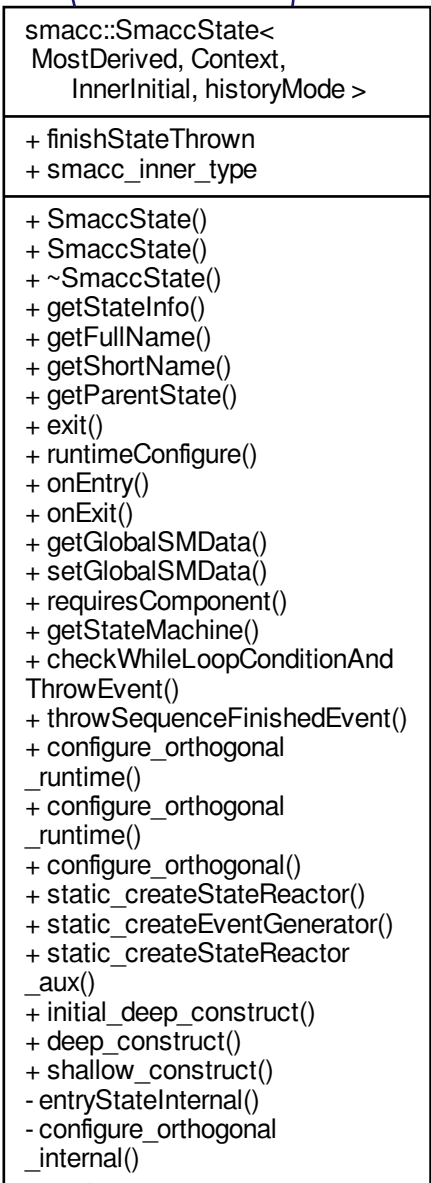 smacc::SmaccState<
MostDerived, Context,
InnerInitial, historyMode >
+ finishStateThrown
+ smacc_inner_type
+ SmaccState()
+ SmaccState()
+ ~SmaccState()
+ getStateInfo()
+ getFullName()
+ getShortName()
+ getParentState()
+ exit()
+ runtimeConfigure()
+ onEntry()
+ onExit()
+ getGlobalSMData()
+ setGlobalSMData()
+ requiresComponent()
+ getStateMachine()
+ checkWhileLoopConditionAnd
ThrowEvent()
+ throwSequenceFinishedEvent()
+ configure_orthogonal
_runtime()
+ configure_orthogonal
_runtime()
+ configure_orthogonal()
+ static_createStateReactor()
+ static_createEventGenerator()
+ static_createStateReactor
_aux()
+ initial_deep_construct()
+ deep_construct()
+ shallow_construct()
- entryStateInternal()
- configure_orthogonal
_internal()